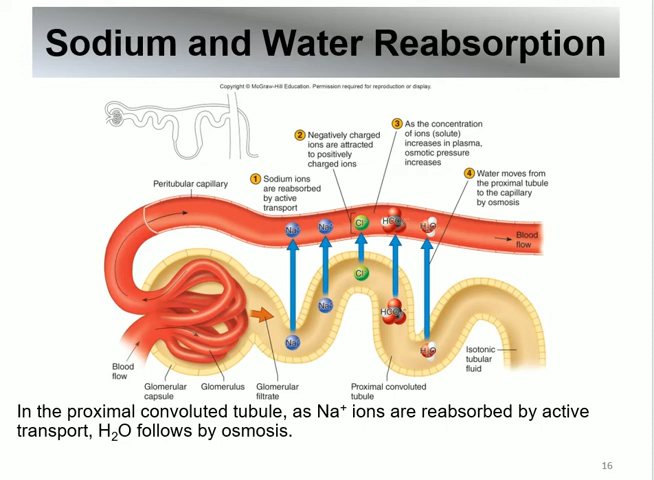 Sodium and Water Reabsorption
Copyright © McGraw-Hill Education. Permission required for reproduction or display.
3 As the concentration
of ions (solute)
increases in plasma,
osmotic pressure
increases
2 Negatively charged
ions are attracted
to positively
charged ions
4 Water moves from
the proximal tubule
to the capillary
by osmosis
1 Sodium ions
are reabsorbed
by active
transport
Peritubular capillary
Na+
Na+
Cl–
HCO3–
H2O
Blood
flow
Cl–
Na+
HCO3–
Na+
H2O
Isotonic
tubular
fluid
Blood
flow
Glomerular
capsule
Glomerulus
Glomerular
filtrate
Proximal convoluted
tubule
In the proximal convoluted tubule, as Na+ ions are reabsorbed by active
transport, H2O follows by osmosis.
16